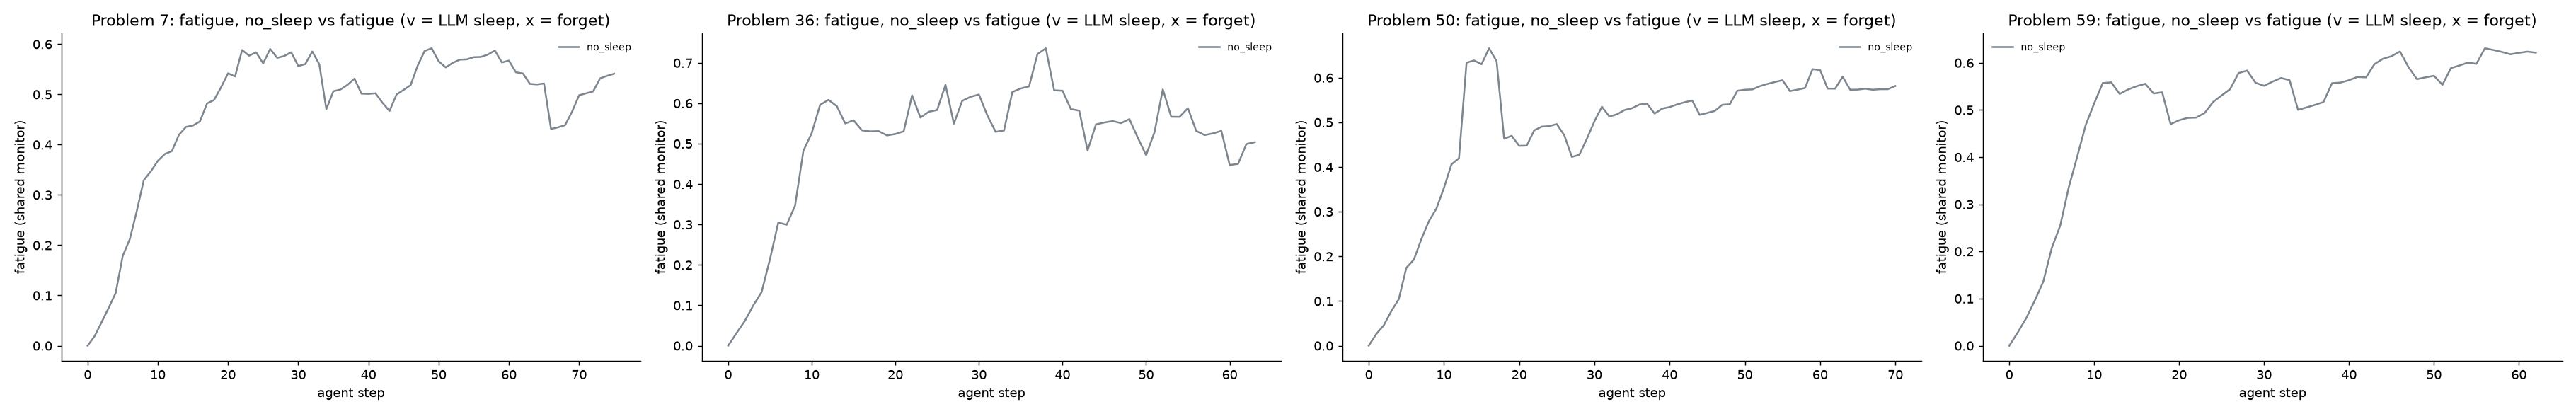 Problem 7: fatigue, no_sleep vs fatigue (v = LLM sleep, x = forget)
no_sleep
fatigue (shared monitor)
0.6
0.5
0.4
0.3
0.2
0.1
0.0
0 10 20 30 40 50 60 70
agent step
Problem 36: fatigue, no_sleep vs fatigue (v = LLM sleep, x = forget)
no_sleep
fatigue (shared monitor)
0.7
0.6
0.5
0.4
0.3
0.2
0.1
0.0
0 10 20 30 40 50 60
agent step
Problem 50: fatigue, no_sleep vs fatigue (v = LLM sleep, x = forget)
no_sleep
fatigue (shared monitor)
0.6
0.5
0.4
0.3
0.2
0.1
0.0
0 10 20 30 40 50 60 70
agent step
Problem 59: fatigue, no_sleep vs fatigue (v = LLM sleep, x = forget)
no_sleep
fatigue (shared monitor)
0.6
0.5
0.4
0.3
0.2
0.1
0.0
0 10 20 30 40 50 60
agent step